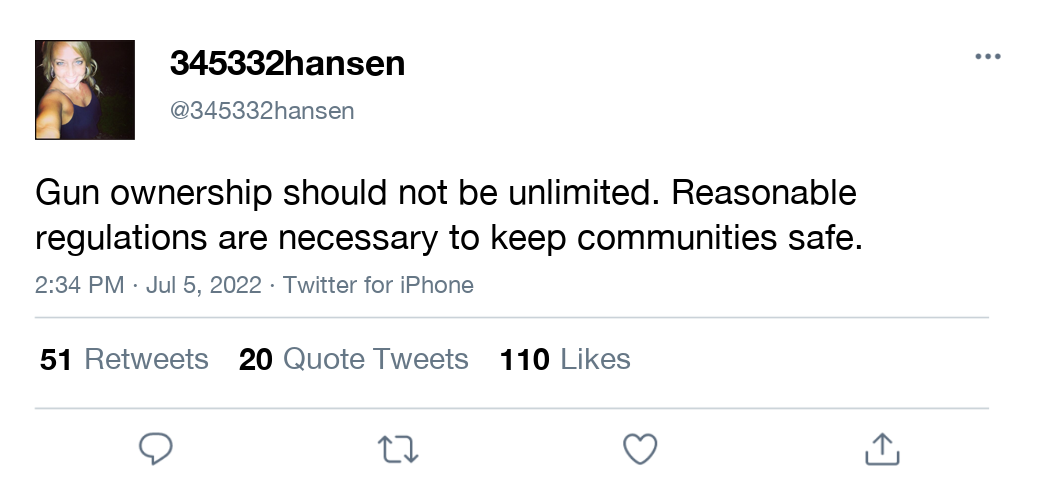 345332hansen
@345332hansen
Gun ownership should not be unlimited. Reasonable
regulations are necessary to keep communities safe.
2:34 PM · Jul 5, 2022 · Twitter for iPhone
51 Retweets 20 Quote Tweets 110 Likes